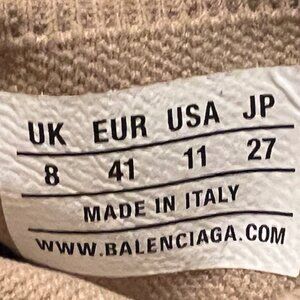 UK EUR USA JP
8 41 11 27
MADE IN ITALY
WWW.BALENCIAGA.COM